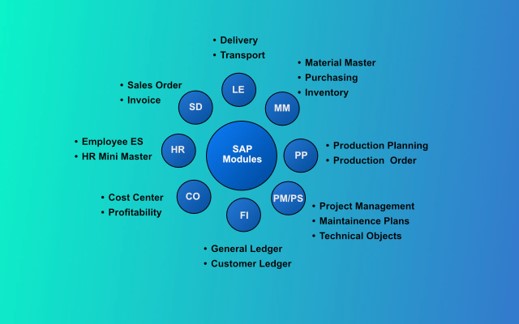 • Delivery
• Transport
LE
• Material Master
• Purchasing
• Inventory
MM
• Production Planning
• Production Order
PP
• Project Management
• Maintainence Plans
• Technical Objects
PM/PS
• General Ledger
• Customer Ledger
FI
• Cost Center
• Profitability
CO
• Employee ES
• HR Mini Master
HR
• Sales Order
• Invoice
SD
SAP
Modules